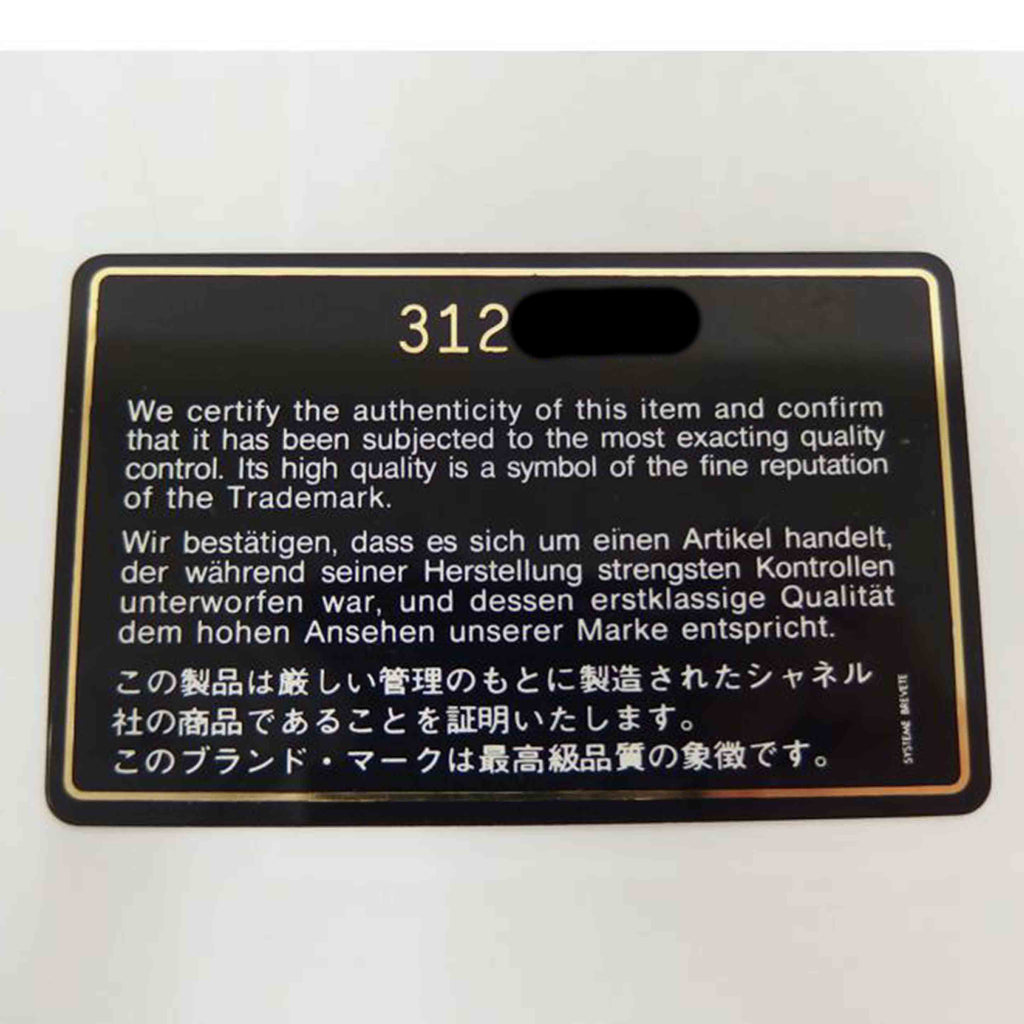 312
We certify the authenticity of this item and confirm
that it has been subjected to the most exacting quality
control. Its high quality is a symbol of the fine reputation
of the Trademark.
Wir bestätigen, dass es sich um einen Artikel handelt,
der während seiner Herstellung strengsten Kontrollen
unterworfen war, und dessen erstklassige Qualität
dem hohen Ansehen unserer Marke entspricht.
この製品は厳しい管理のもとに製造されたシャネル
社の商品であることを証明いたします。
このブランド・マークは最高級品質の象徴です。
SYSTEME BREVETE